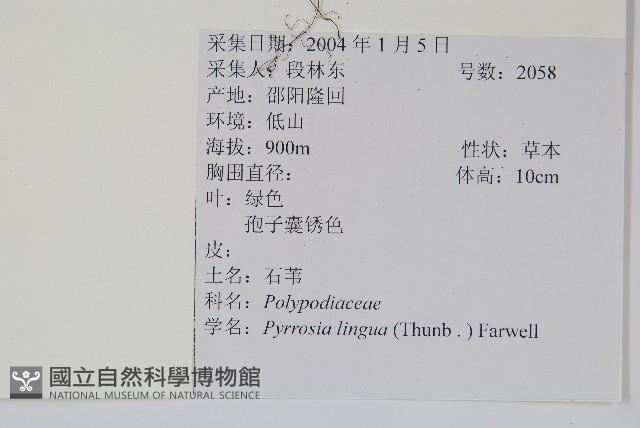 采集日期：2004 年 1 月 5 日
采集人：段林东 号数：2058
产地：邵阳隆回
环境：低山
海拔：900m 性状：草本
胸围直径： 体高：10cm
叶：绿色
孢子囊锈色
皮：
土名：石苇
科名：Polypodiaceae
学名：Pyrrosia lingua (Thunb . ) Farwell
國立自然科學博物館
NATIONAL MUSEUM OF NATURAL SCIENCE